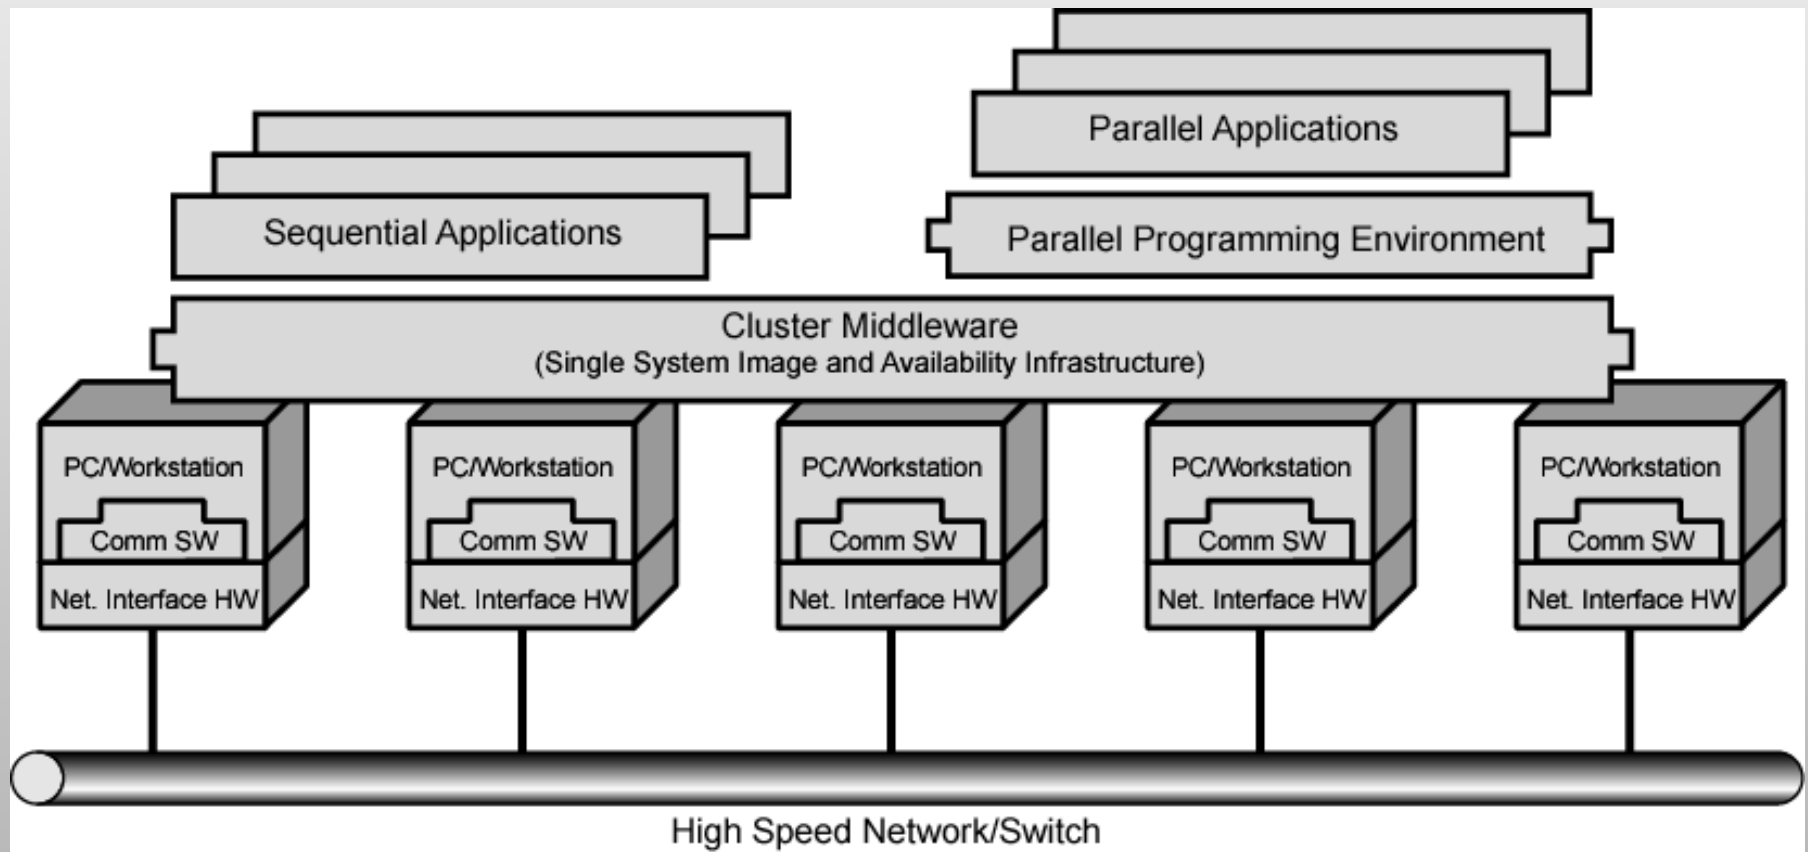 Parallel Applications
Sequential Applications
Parallel Programming Environment
Cluster Middleware
(Single System Image and Availability Infrastructure)
PC/Workstation
PC/Workstation
PC/Workstation
PC/Workstation
PC/Workstation
Comm SW
Comm SW
Comm SW
Comm SW
Comm SW
Net. Interface HW
Net. Interface HW
Net. Interface HW
Net. Interface HW
Net. Interface HW
High Speed Network/Switch